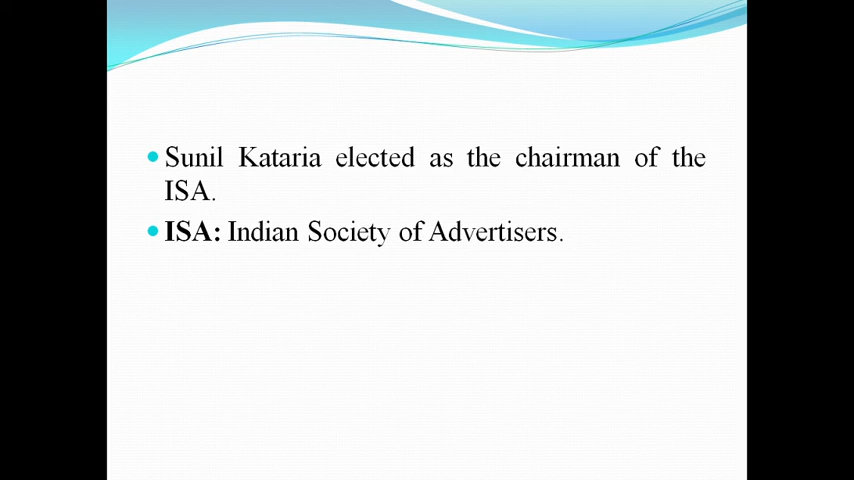 Sunil Kataria elected as the chairman of the
ISA.
ISA: Indian Society of Advertisers.